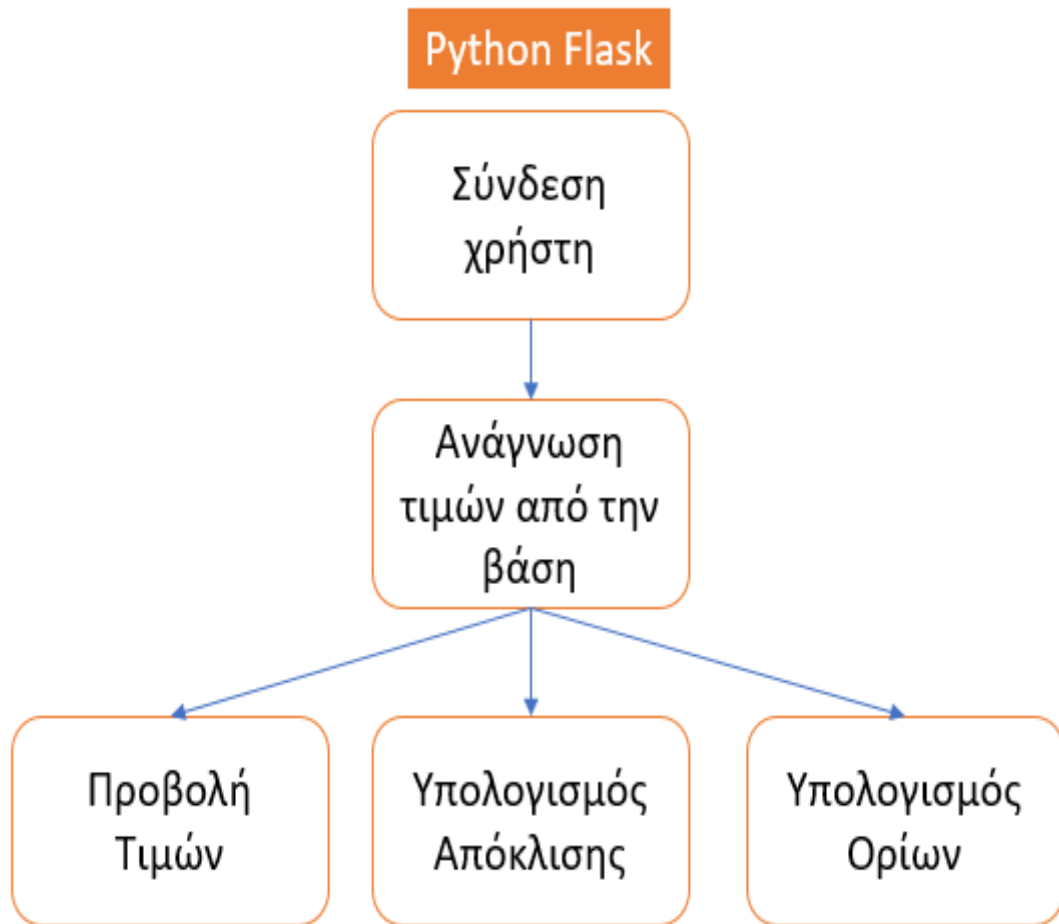 Python Flask
Σύνδεση
χρήστη
Ανάγνωση
τιμών από την
βάση
Προβολή
Τιμών
Υπολογισμός
Απόκλισης
Υπολογισμός
Ορίων